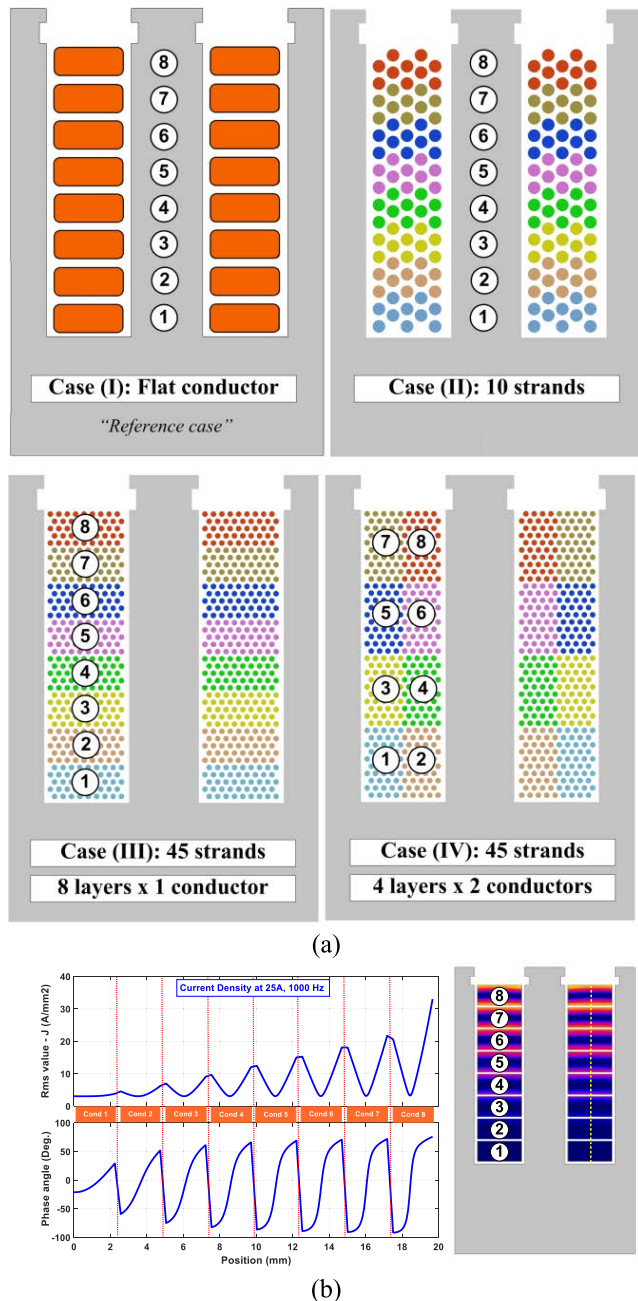 8 8
7 7
6 6
5 5
4 4
3 3
2 2
1 1
Case (I): Flat conductor Case (II): 10 strands
"Reference case"
8 7 8
7
6 5 6
5
4 3 4
3
2 1 2
1
Case (III): 45 strands Case (IV): 45 strands
8 layers x 1 conductor 4 layers x 2 conductors
(a)
Current Density at 25A, 1000 Hz
Rms value - J (A/mm2)
40
30
20
10
0
Cond 1 Cond 2 Cond 3 Cond 4 Cond 5 Cond 6 Cond 7 Cond 8
Phase angle (Deg.)
100
50
0
-50
-100
0 2 4 6 8 10 12 14 16 18 20
Position (mm)
8
7
6
5
4
3
2
1
(b)